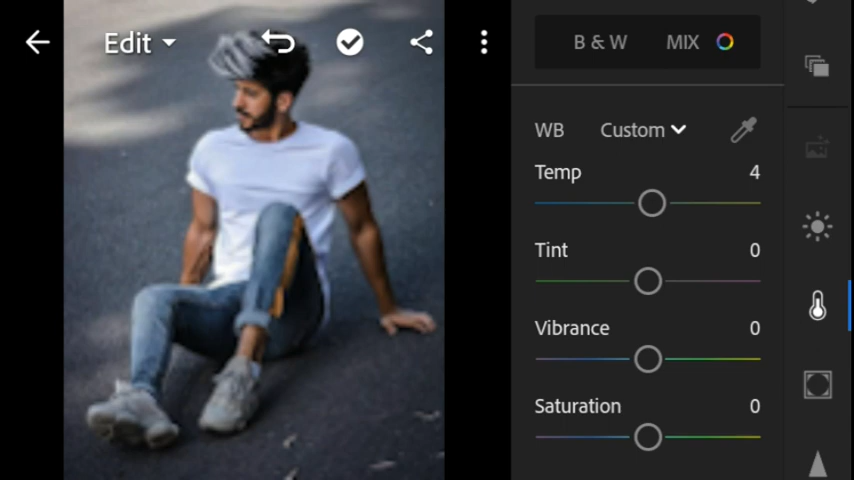 Edit
B & W MIX
WB Custom
Temp 4
Tint 0
Vibrance 0
Saturation 0